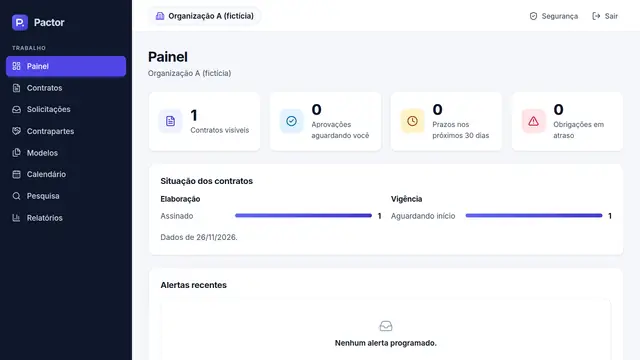 P.
Pactor
Organização A (fictícia)
Segurança
Sair
TRABALHO
Painel
Contratos
Solicitações
Contrapartes
Modelos
Calendário
Pesquisa
Relatórios
Painel
Organização A (fictícia)
1
Contratos visíveis
0
Aprovações
aguardando você
0
Prazos nos
próximos 30 dias
0
Obrigações em
atraso
Situação dos contratos
Elaboração
Assinado
1
Vigência
Aguardando início
1
Dados de 26/11/2026.
Alertas recentes
Nenhum alerta programado.